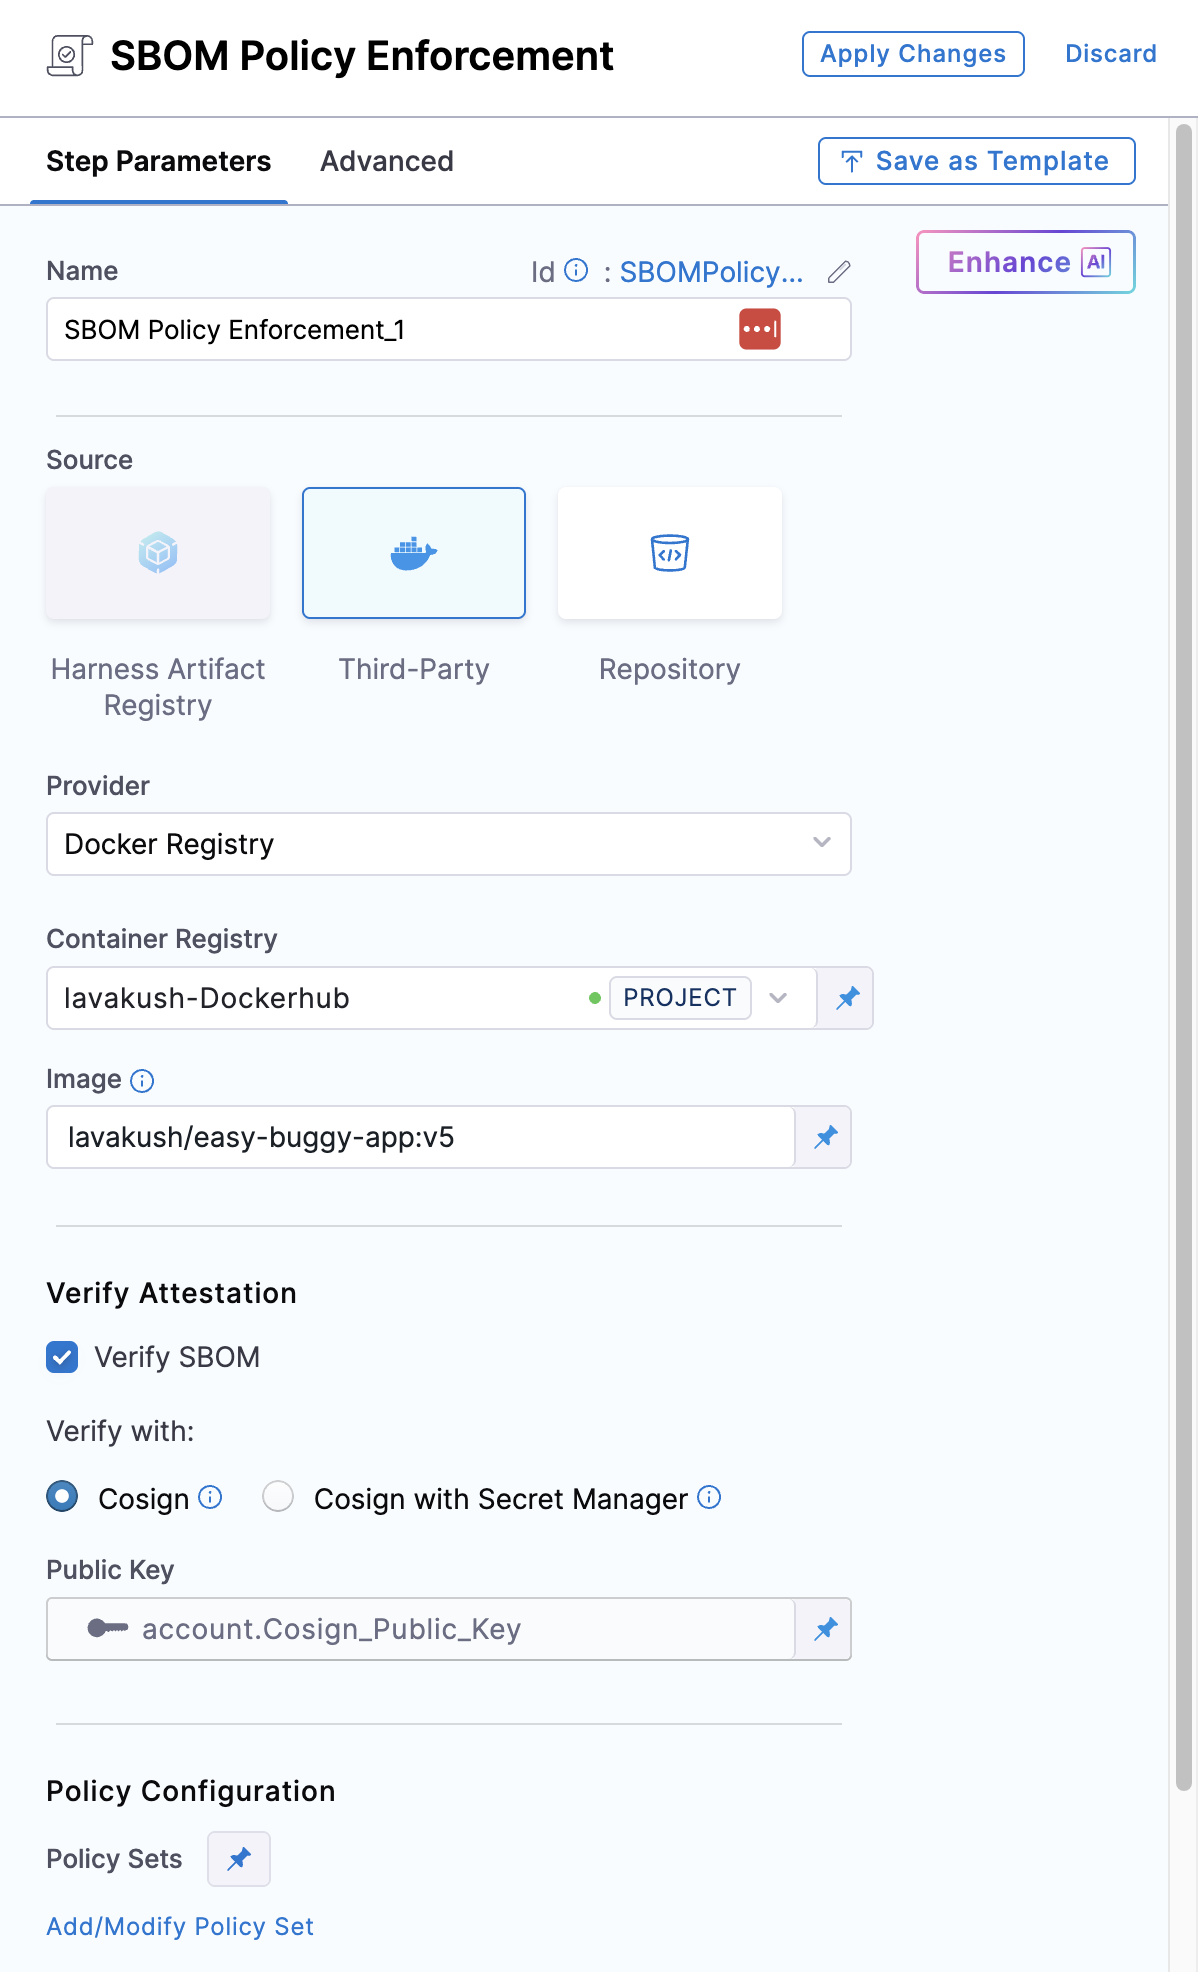 SBOM Policy Enforcement
Apply Changes
Discard
Step Parameters
Advanced
Save as Template
Name
Id : SBOMPolicy...
Enhance AI
SBOM Policy Enforcement_1
Source
Harness Artifact
Registry
Third-Party
Repository
Provider
Docker Registry
Container Registry
lavakush-Dockerhub
PROJECT
Image
lavakush/easy-buggy-app:v5
Verify Attestation
Verify SBOM
Verify with:
Cosign
Cosign with Secret Manager
Public Key
account.Cosign_Public_Key
Policy Configuration
Policy Sets
Add/Modify Policy Set